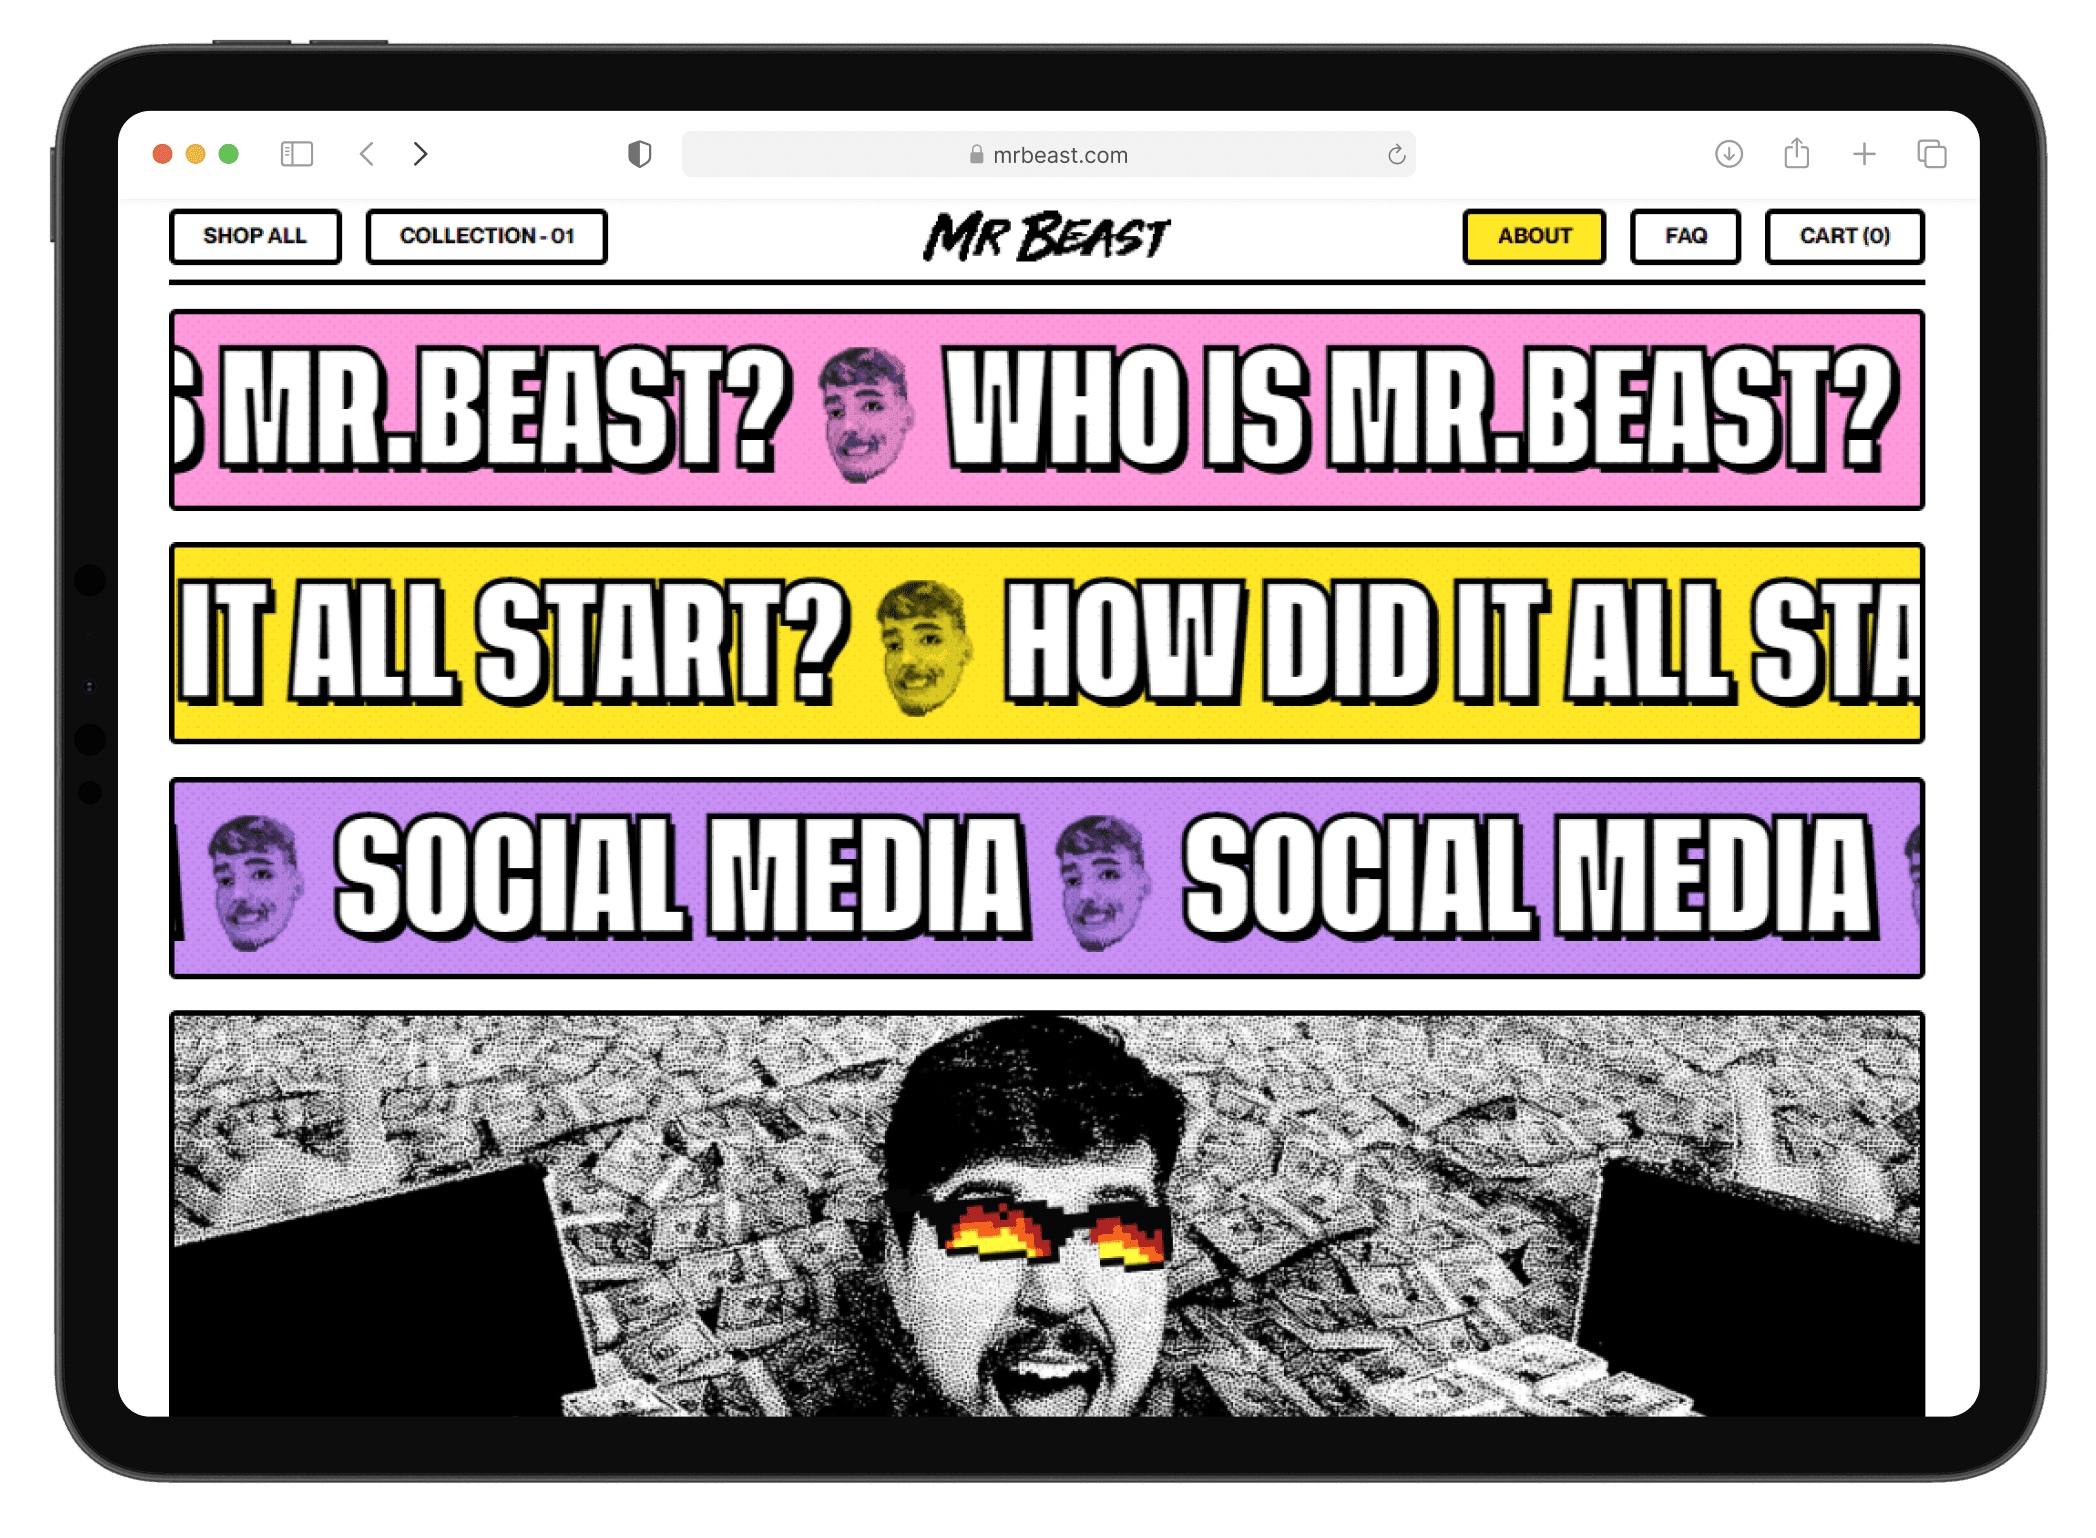 mrbeast.com
SHOP ALL COLLECTION - 01 MR BEAST ABOUT FAQ CART (0)
S MR.BEAST? WHO IS MR.BEAST?
IT ALL START? HOW DID IT ALL STA
SOCIAL MEDIA SOCIAL MEDIA